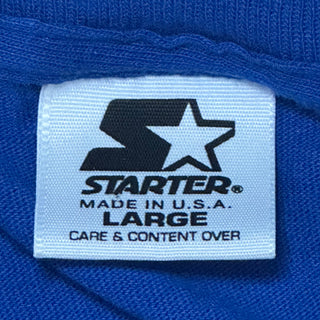 STARTER®
MADE IN U.S.A.
LARGE
CARE & CONTENT OVER